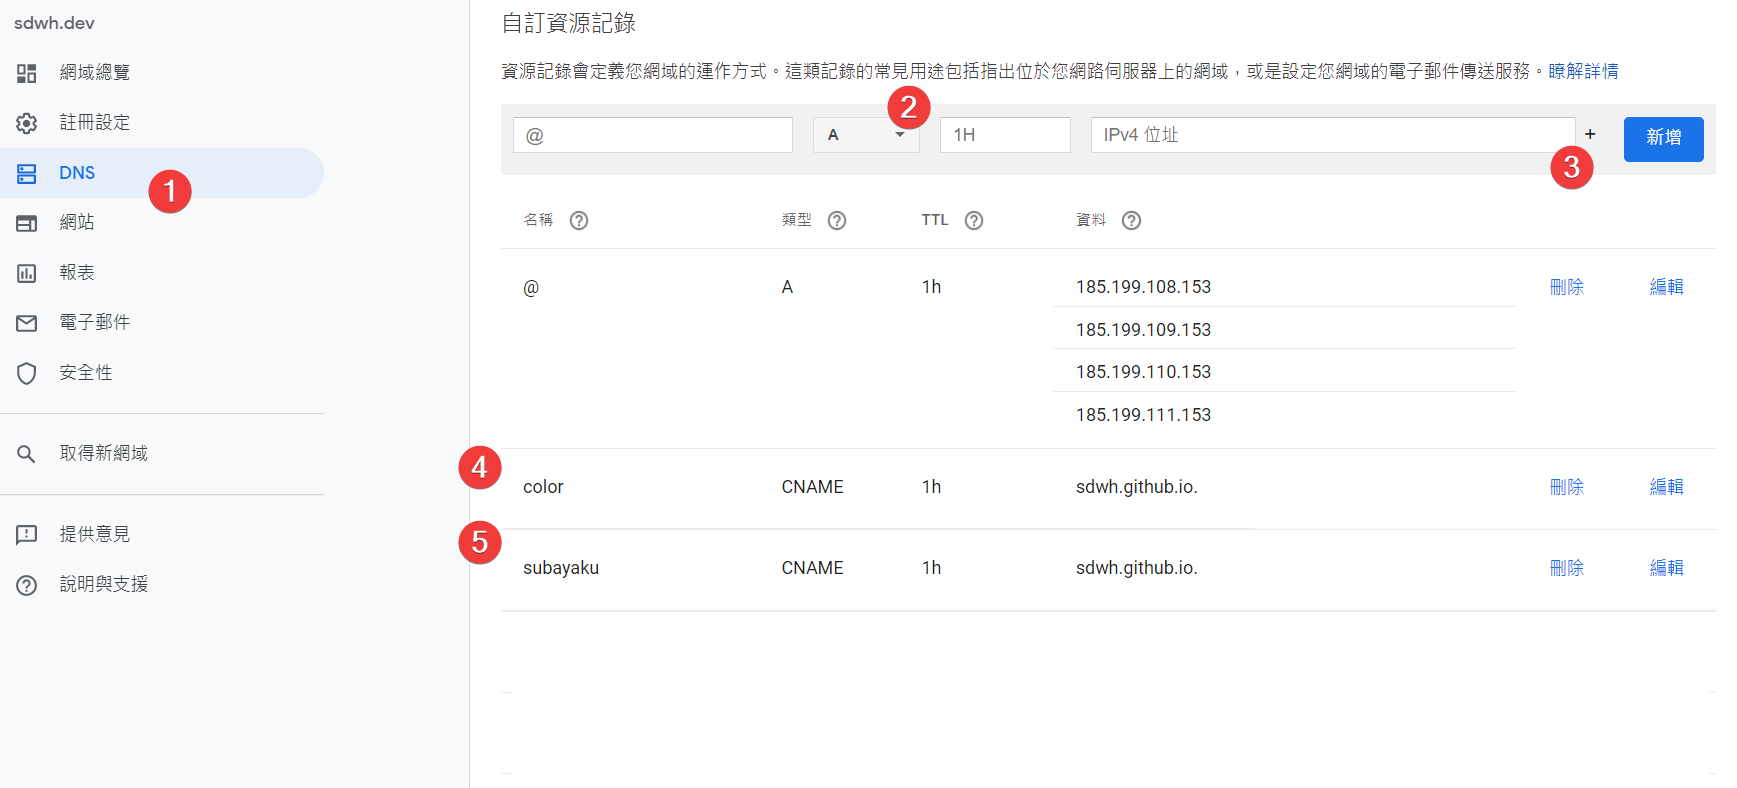 sdwh.dev
網域總覽
註冊設定
DNS
1
網站
報表
電子郵件
安全性
取得新網域
提供意見
說明與支援
自訂資源記錄
資源記錄會定義您網域的運作方式。這類記錄的常見用途包括指出位於您網路伺服器上的網域，或是設定您網域的電子郵件傳送服務。瞭解詳情
2
@ A 1H IPv4 位址 + 新增
3
名稱 類型 TTL 資料
@ A 1h 185.199.108.153 刪除 編輯
185.199.109.153
185.199.110.153
185.199.111.153
4
color CNAME 1h sdwh.github.io. 刪除 編輯
5
subayaku CNAME 1h sdwh.github.io. 刪除 編輯